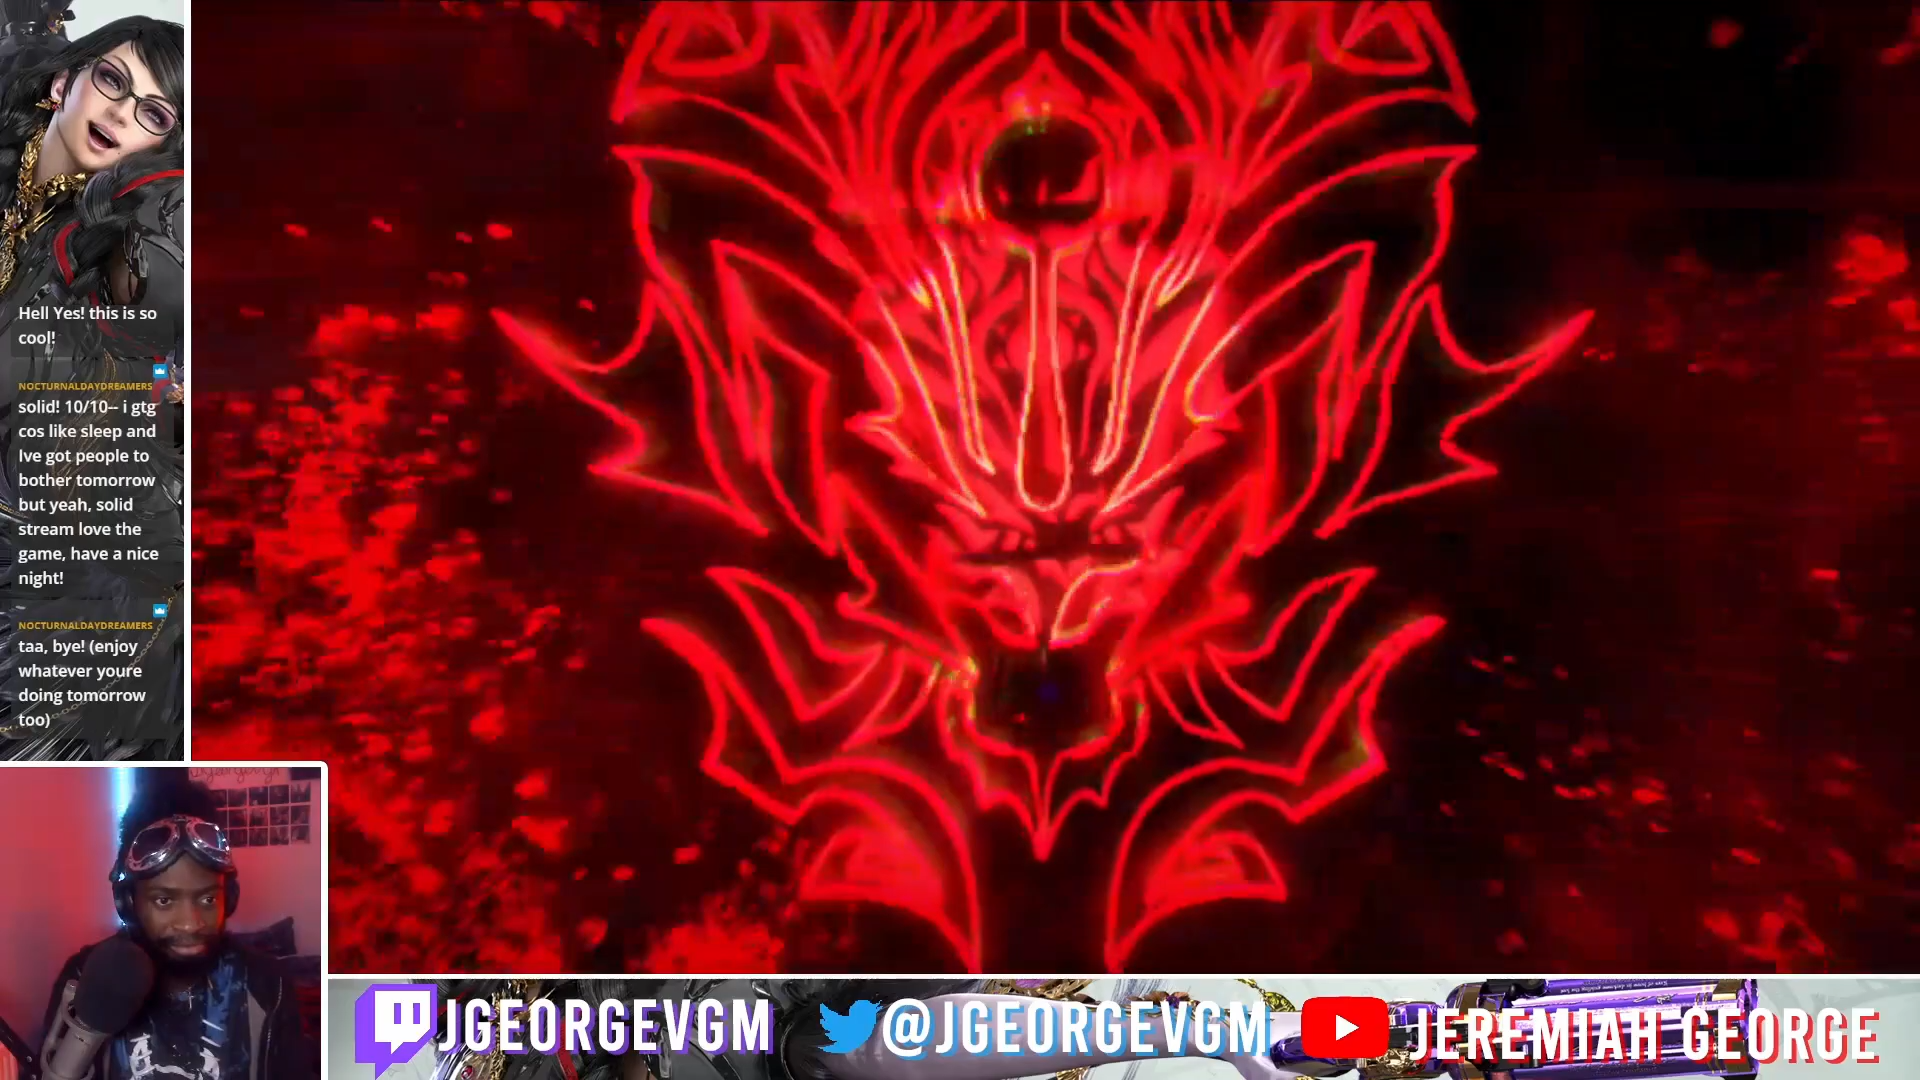 Hell Yes! this is so
cool!
NOCTURNALDAYDREAMERS
solid! 10/10-- i gtg
cos like sleep and
Ive got people to
bother tomorrow
but yeah, solid
stream love the
game, have a nice
night!
NOCTURNALDAYDREAMERS
taa, bye! (enjoy
whatever youre
doing tomorrow
too)
JGEORGEVGM
@JGEORGEVGM
JEREMIAH GEORGE